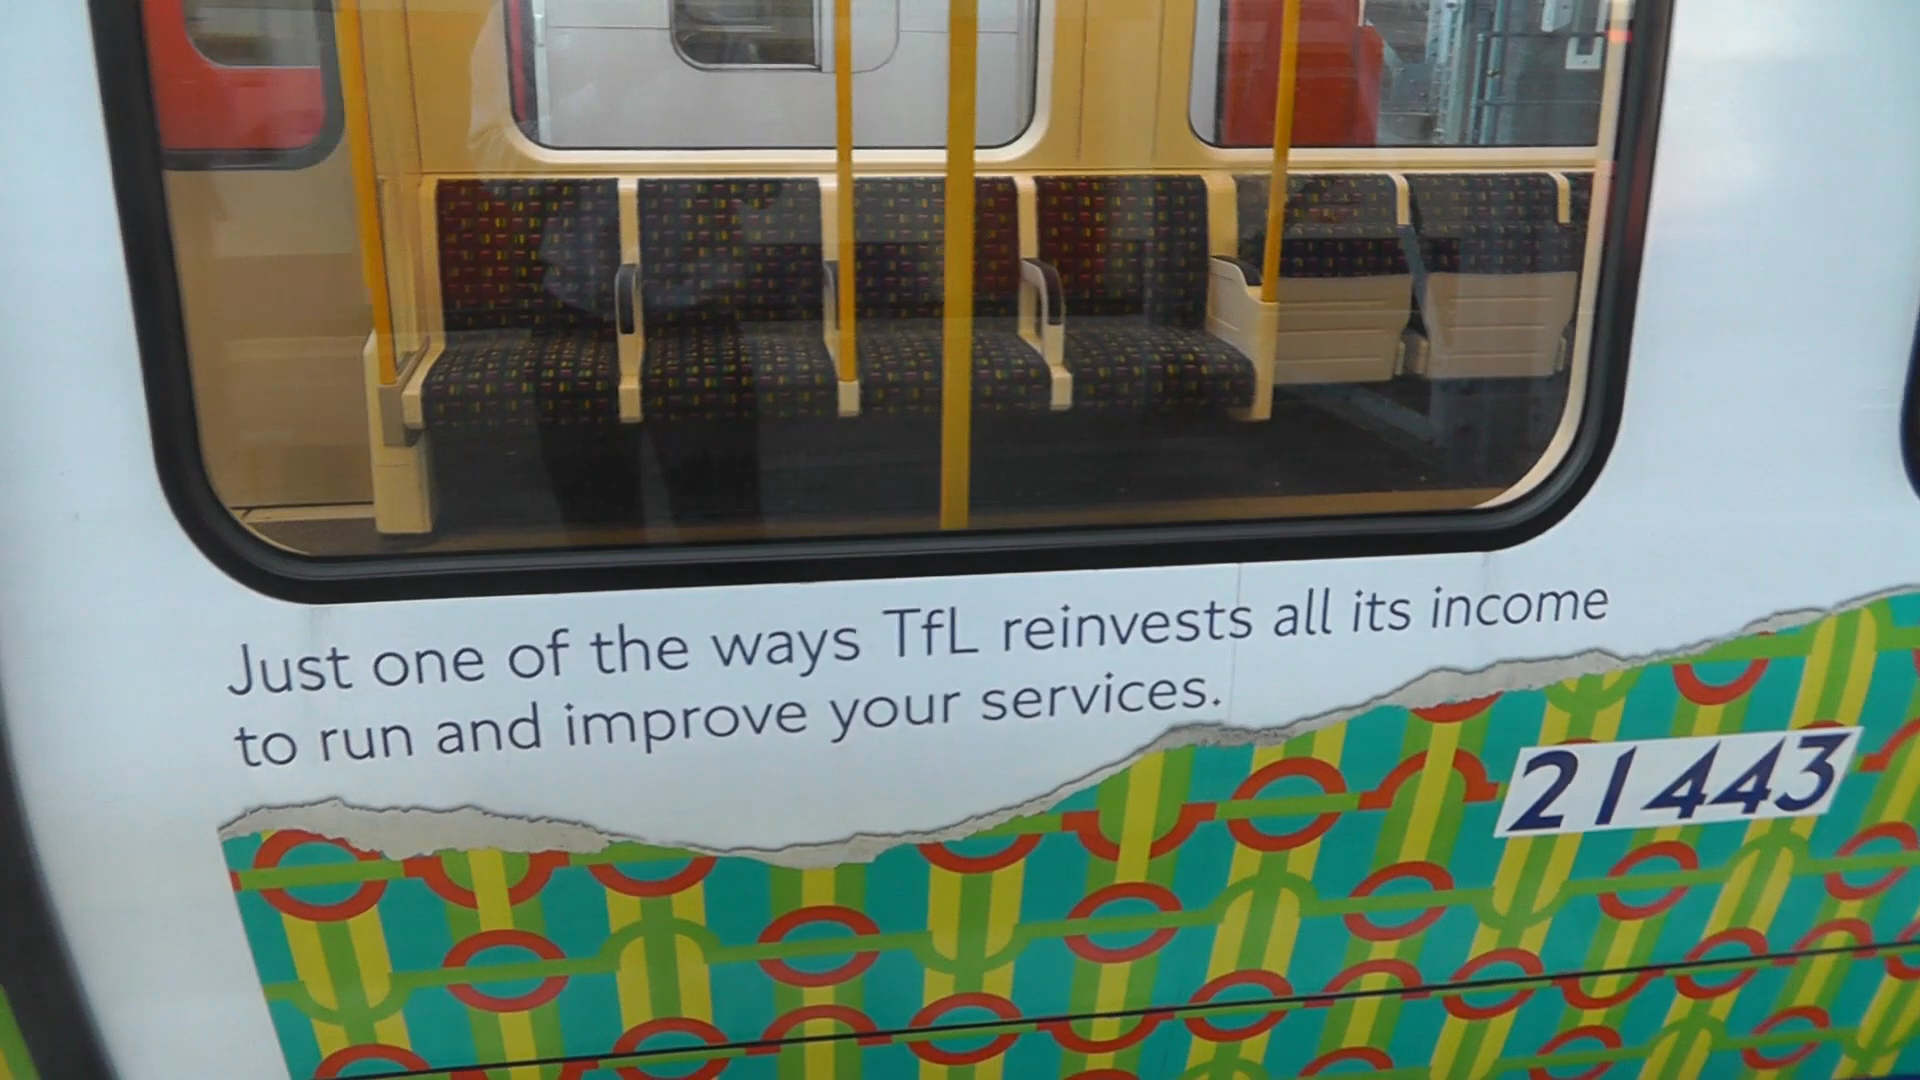 Just one of the ways TfL reinvests all its income
to run and improve your services.
21443